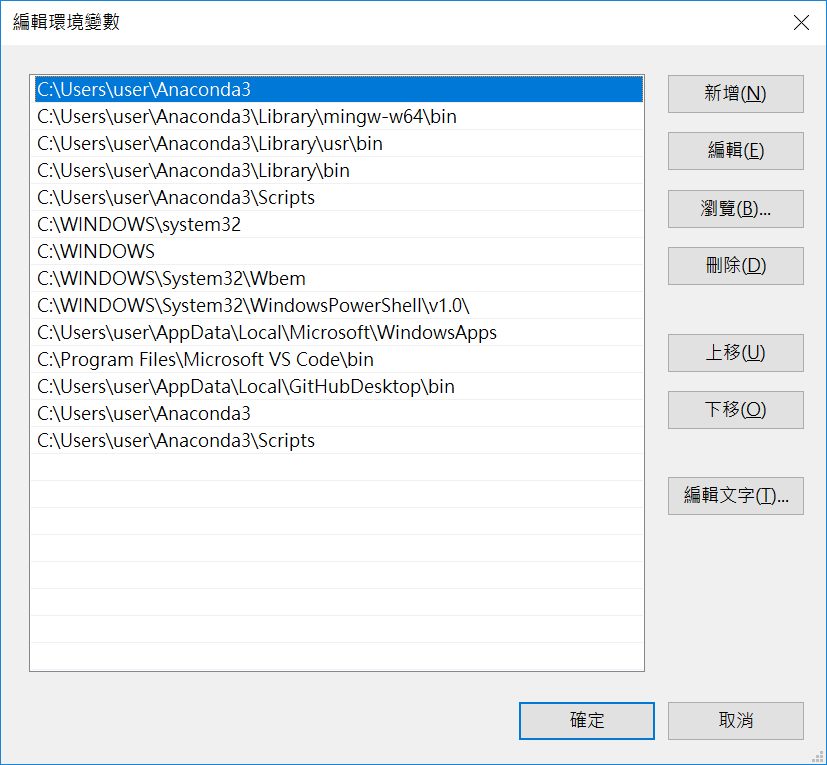 編輯環境變數
C:\Users\user\Anaconda3
C:\Users\user\Anaconda3\Library\mingw-w64\bin
C:\Users\user\Anaconda3\Library\usr\bin
C:\Users\user\Anaconda3\Library\bin
C:\Users\user\Anaconda3\Scripts
C:\WINDOWS\system32
C:\WINDOWS
C:\WINDOWS\System32\Wbem
C:\WINDOWS\System32\WindowsPowerShell\v1.0\
C:\Users\user\AppData\Local\Microsoft\WindowsApps
C:\Program Files\Microsoft VS Code\bin
C:\Users\user\AppData\Local\GitHubDesktop\bin
C:\Users\user\Anaconda3
C:\Users\user\Anaconda3\Scripts
新增(N)
編輯(E)
瀏覽(B)...
刪除(D)
上移(U)
下移(O)
編輯文字(T)...
確定
取消